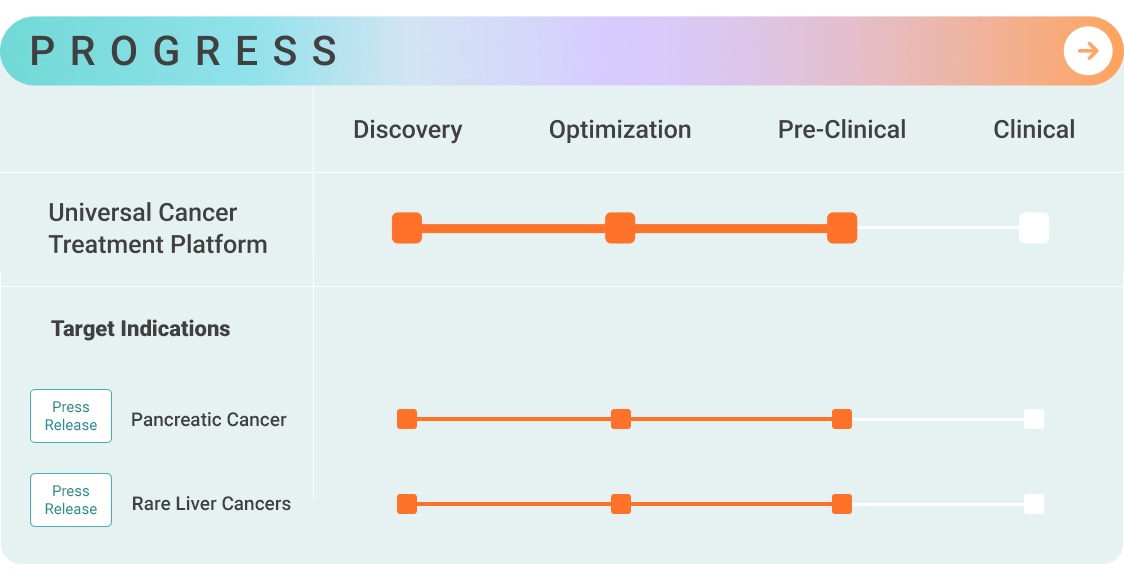 PROGRESS
Discovery Optimization Pre-Clinical Clinical
Universal Cancer
Treatment Platform
Target Indications
Press
Release
Pancreatic Cancer
Press
Release
Rare Liver Cancers